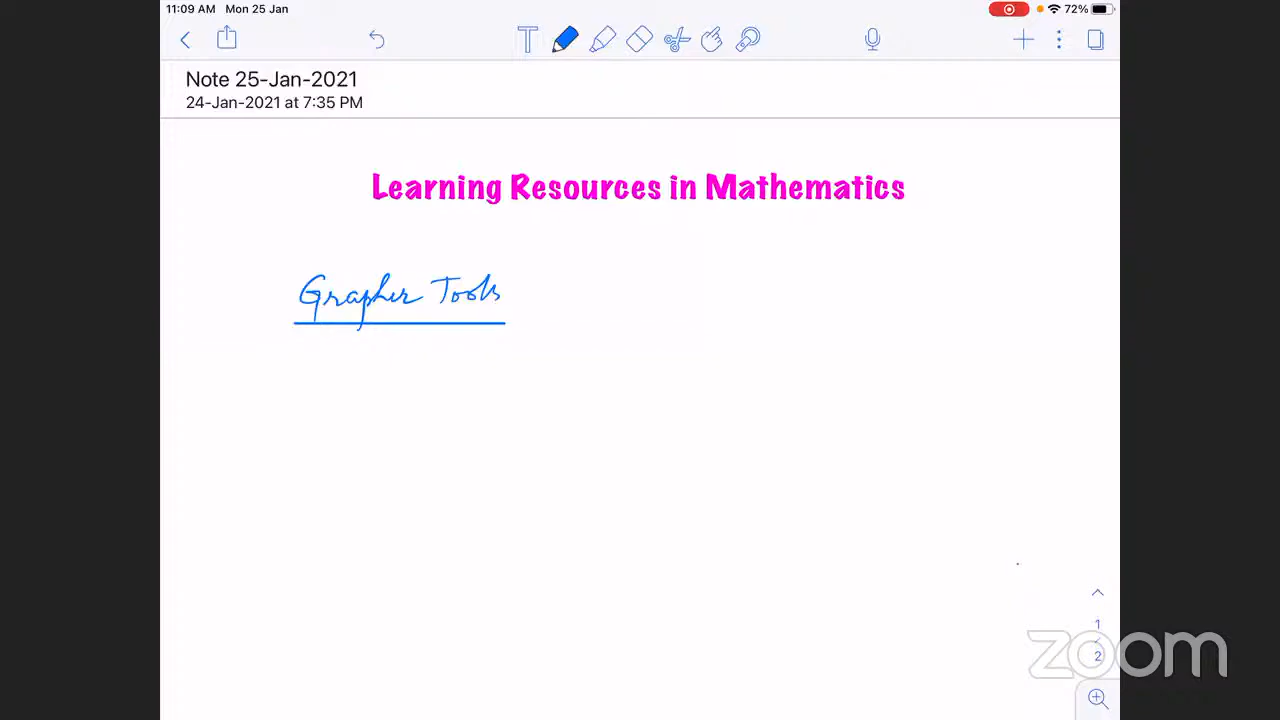 11:09 AM Mon 25 Jan 72%
Note 25-Jan-2021
24-Jan-2021 at 7:35 PM
Learning Resources in Mathematics
Grapher Tools
1
2
zoom